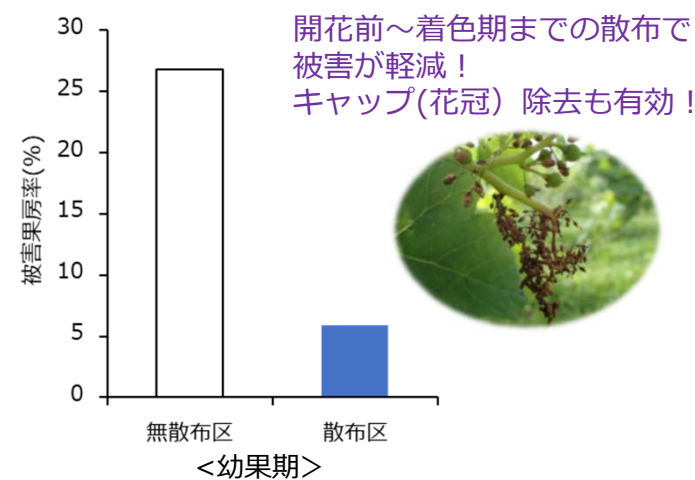 開花前～着色期までの散布で
被害が軽減！
キャップ(花冠）除去も有効！
被害果房率(%)
30
25
20
15
10
5
0
無散布区
散布区
<幼果期>